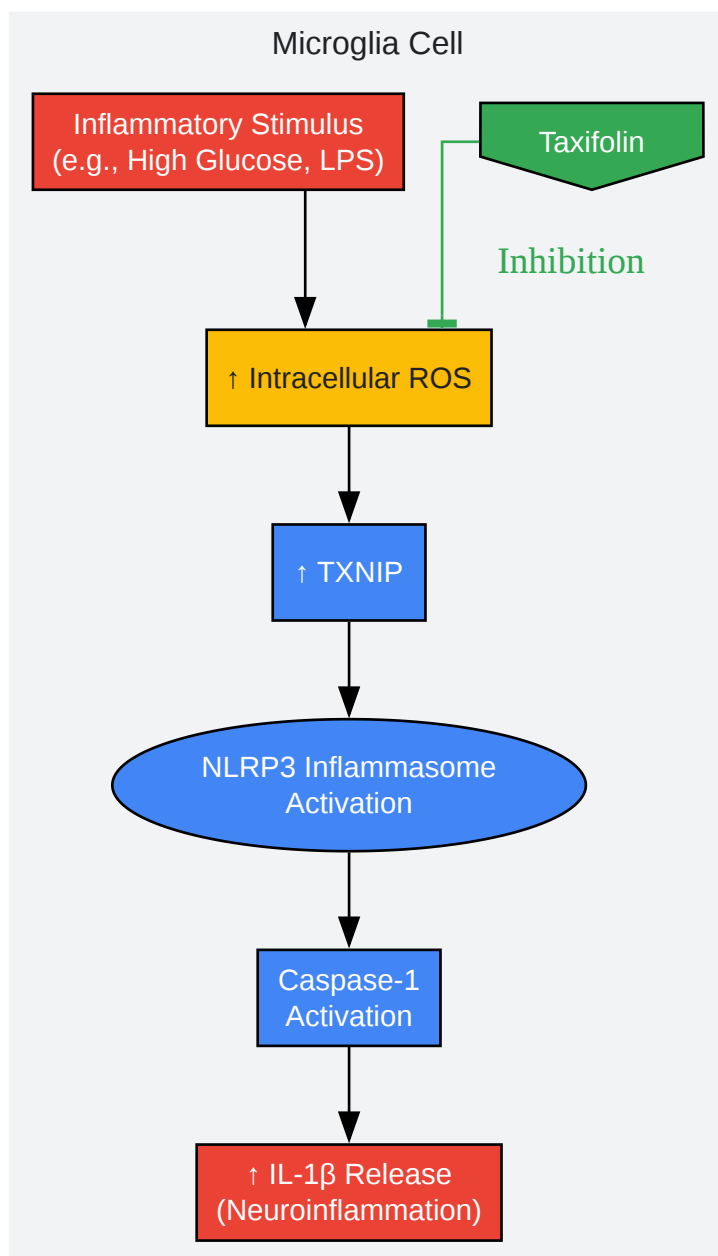 Microglia Cell
Inflammatory Stimulus
(e.g., High Glucose, LPS)
Taxifolin
Inhibition
↑ Intracellular ROS
↑ TXNIP
NLRP3 Inflammasome
Activation
Caspase-1
Activation
↑ IL-1β Release
(Neuroinflammation)